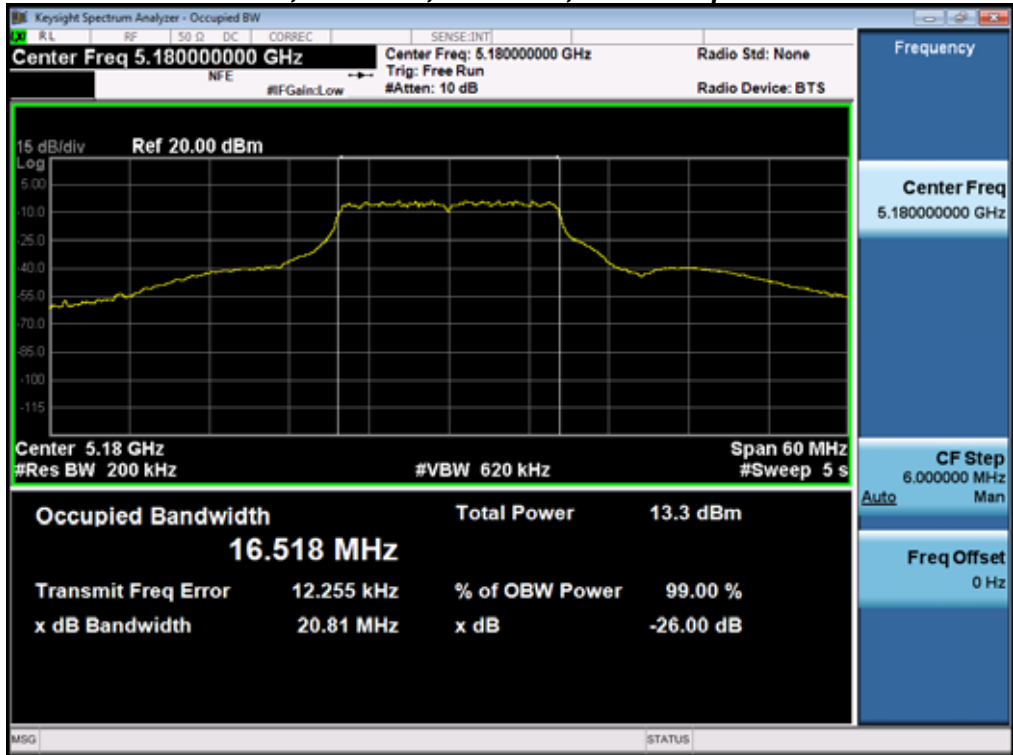 Keysight Spectrum Analyzer - Occupied BW
RL RF 50 Ω DC CORREC SENSE:INT
Center Freq 5.180000000 GHz
NFE
#IFGain:Low
Center Freq: 5.180000000 GHz
Trig: Free Run
#Atten: 10 dB
Radio Std: None
Radio Device: BTS
15 dB/div Ref 20.00 dBm
Log
5.00
-10.0
-25.0
-40.0
-55.0
-70.0
-85.0
-100
-115
Center 5.18 GHz Span 60 MHz
#Res BW 200 kHz #VBW 620 kHz #Sweep 5 s
Occupied Bandwidth Total Power 13.3 dBm
16.518 MHz
Transmit Freq Error 12.255 kHz % of OBW Power 99.00 %
x dB Bandwidth 20.81 MHz x dB -26.00 dB
MSG STATUS
Frequency
Center Freq
5.180000000 GHz
CF Step
6.000000 MHz
Auto Man
Freq Offset
0 Hz